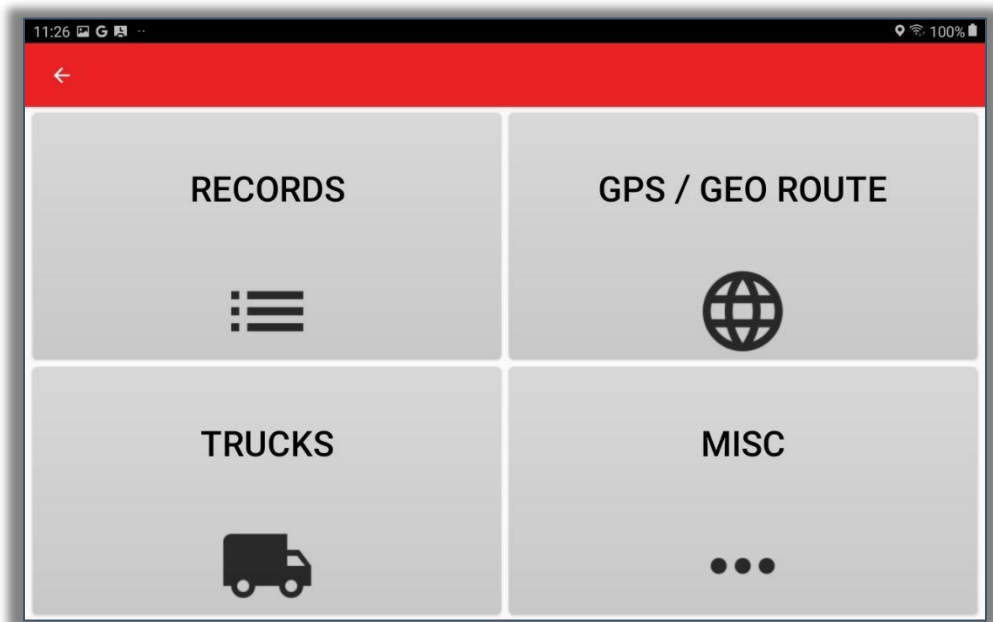 11:26 G 100%
RECORDS
GPS / GEO ROUTE
TRUCKS
MISC